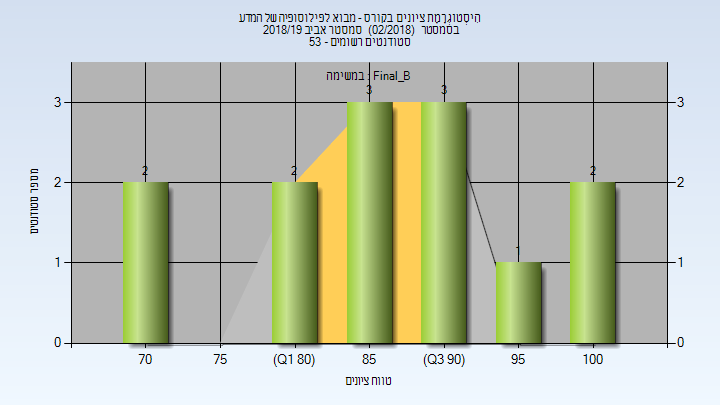 היסטוגרמת ציונים בקורס - מבוא לפילוסופיה של המדע
בסמסטר (02/2018) סמסטר אביב 2018/19
סטודנטים רשומים - 53
במשימה : Final_B
מספר סטודנטים
3 3
2 2
1 1
0 0
2 2 3 3 1 2
70 75 (Q1 80) 85 (Q3 90) 95 100
טווח ציונים